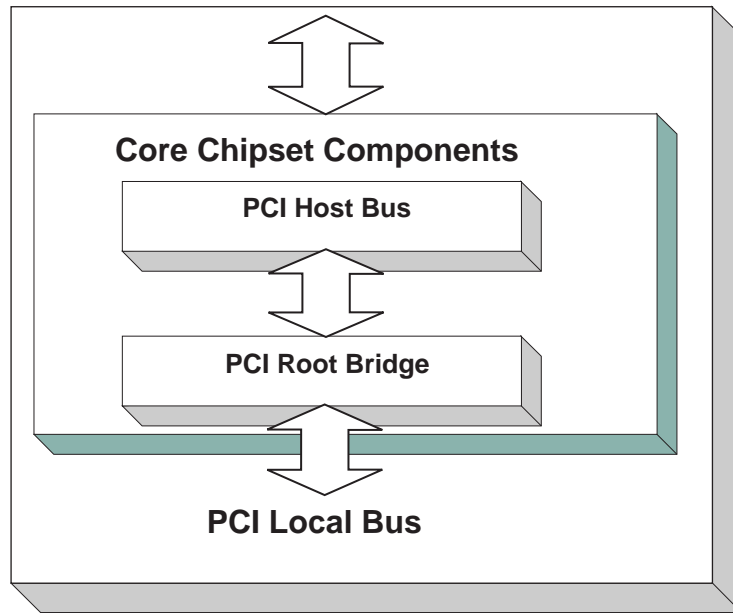 Core Chipset Components
PCI Host Bus
PCI Root Bridge
PCI Local Bus